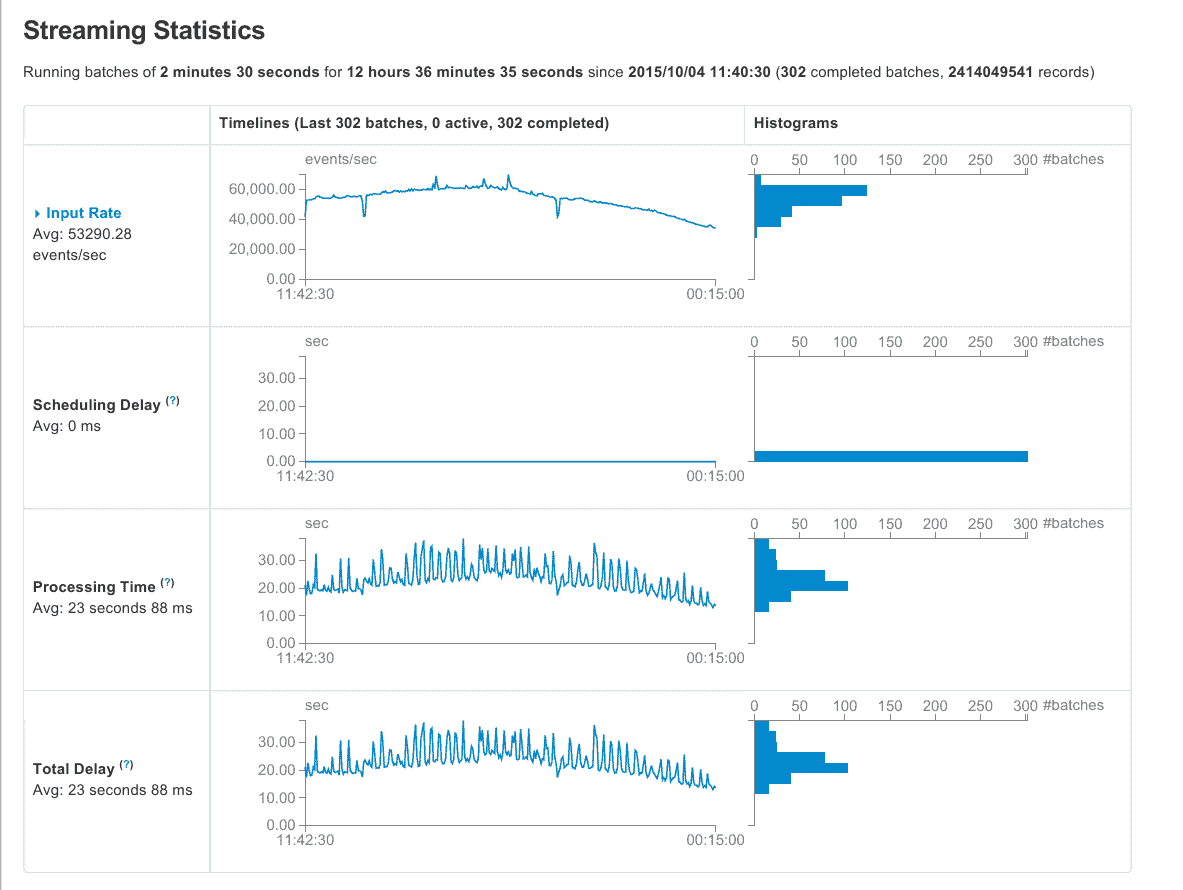 Streaming Statistics
Running batches of 2 minutes 30 seconds for 12 hours 36 minutes 35 seconds since 2015/10/04 11:40:30 (302 completed batches, 2414049541 records)
Timelines (Last 302 batches, 0 active, 302 completed)
Histograms
Input Rate
Avg: 53290.28
events/sec
events/sec
60,000.00
40,000.00
20,000.00
0.00
11:42:30 00:15:00
0 50 100 150 200 250 300 #batches
Scheduling Delay (?)
Avg: 0 ms
sec
30.00
20.00
10.00
0.00
11:42:30 00:15:00
0 50 100 150 200 250 300 #batches
Processing Time (?)
Avg: 23 seconds 88 ms
sec
30.00
20.00
10.00
0.00
11:42:30 00:15:00
0 50 100 150 200 250 300 #batches
Total Delay (?)
Avg: 23 seconds 88 ms
sec
30.00
20.00
10.00
0.00
11:42:30 00:15:00
0 50 100 150 200 250 300 #batches